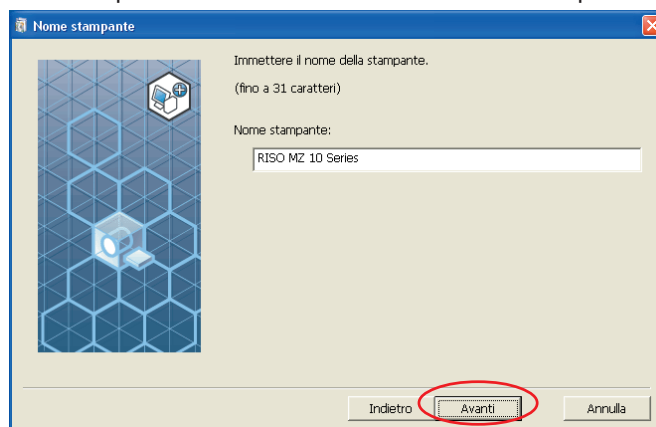 Nome stampante
Immettere il nome della stampante.
(fino a 31 caratteri)
Nome stampante:
RISO MZ 10 Series
Indietro Avanti Annulla